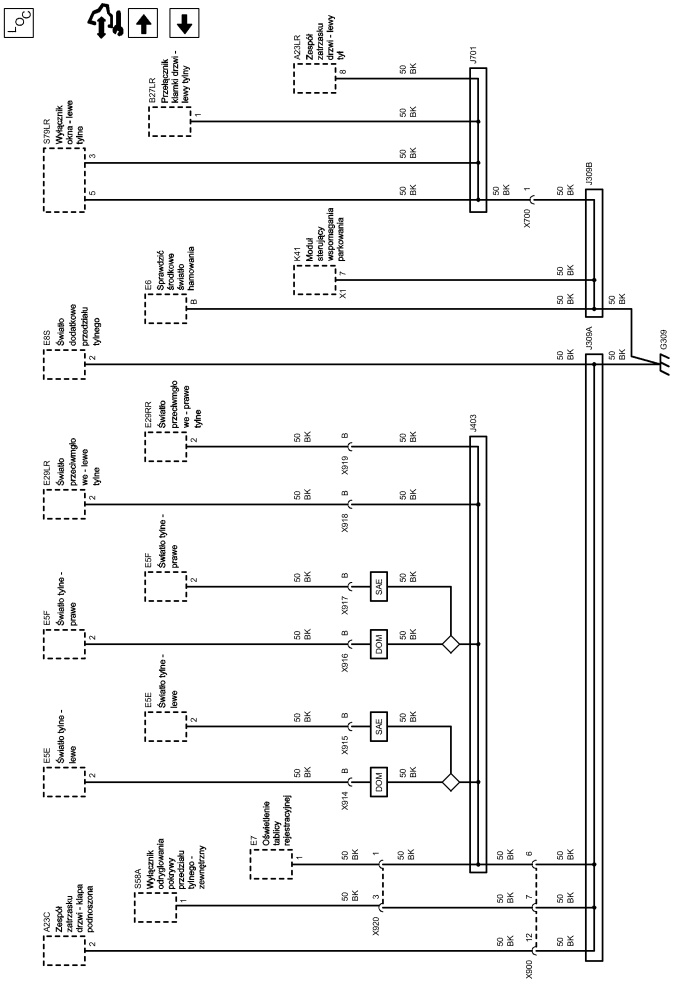 LOC
A23C
Zespół
zatrzasku
drzwi - klapa
podnoszona
2
S58A
Wyłącznik
odryglowania
pokrywy
przedziału
tylnego -
zewnętrzny
1
E7
Oświetlenie
tablicy
rejestracyjnej
1
E5E
Światło tylne -
lewe
2
E5E
Światło tylne -
lewe
2
E5F
Światło tylne -
prawe
2
E5F
Światło tylne -
prawe
2
E29LR
Światło
przeciwmgło
we - lewe
tylne
2
E29RR
Światło
przeciwmgło
we - prawe
tylne
2
E8S
Światło
dodatkowe
przedziału
tylnego
2
E6
Sprawdzić
środkowe
światło
hamowania
B
K41
Moduł
sterujący
wspomagania
parkowania
X1
7
S79LR
Wyłącznik
okna - lewe
tylne
5
3
B27LR
Przełącznik
klamki drzwi -
lewy tylny
1
A23LR
Zespół
zatrzasku
drzwi - lewy
tył
8
50
BK
50
BK
50
BK
50
BK
50
BK
50
BK
50
BK
50
BK
X920
3
1
X914
B
X915
B
X916
B
X917
B
X918
B
X919
B
DOM
SAE
DOM
SAE
50
BK
50
BK
50
BK
50
BK
50
BK
50
BK
50
BK
50
BK
50
BK
50
BK
50
BK
J403
J701
50
BK
50
BK
50
BK
50
BK
X900
12
7
6
X700
1
50
BK
50
BK
50
BK
50
BK
50
BK
50
BK
50
BK
J309A
J309B
50
BK
50
BK
G309